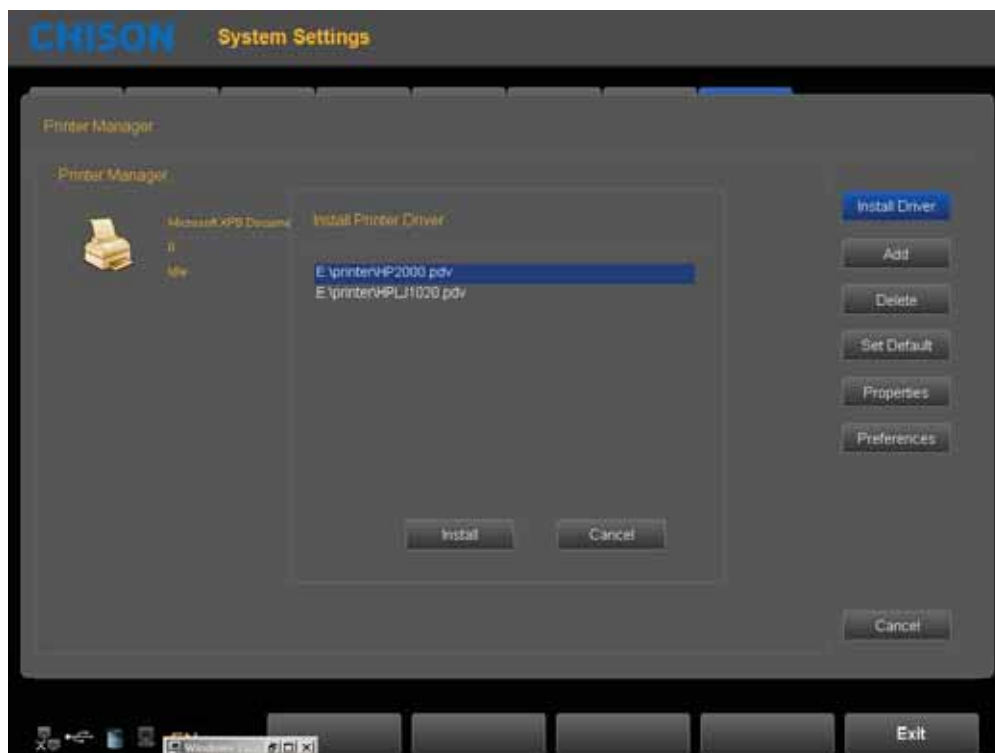 CHISON System Settings
Printer Manager
Printer Manager
Microsoft XPS Docume
0
Idle
Install Printer Driver
E:\printer\HP2000.pdv
E:\printer\HPLJ1020.pdv
Install Cancel
Install Driver
Add
Delete
Set Default
Properties
Preferences
Cancel
EN
Exit